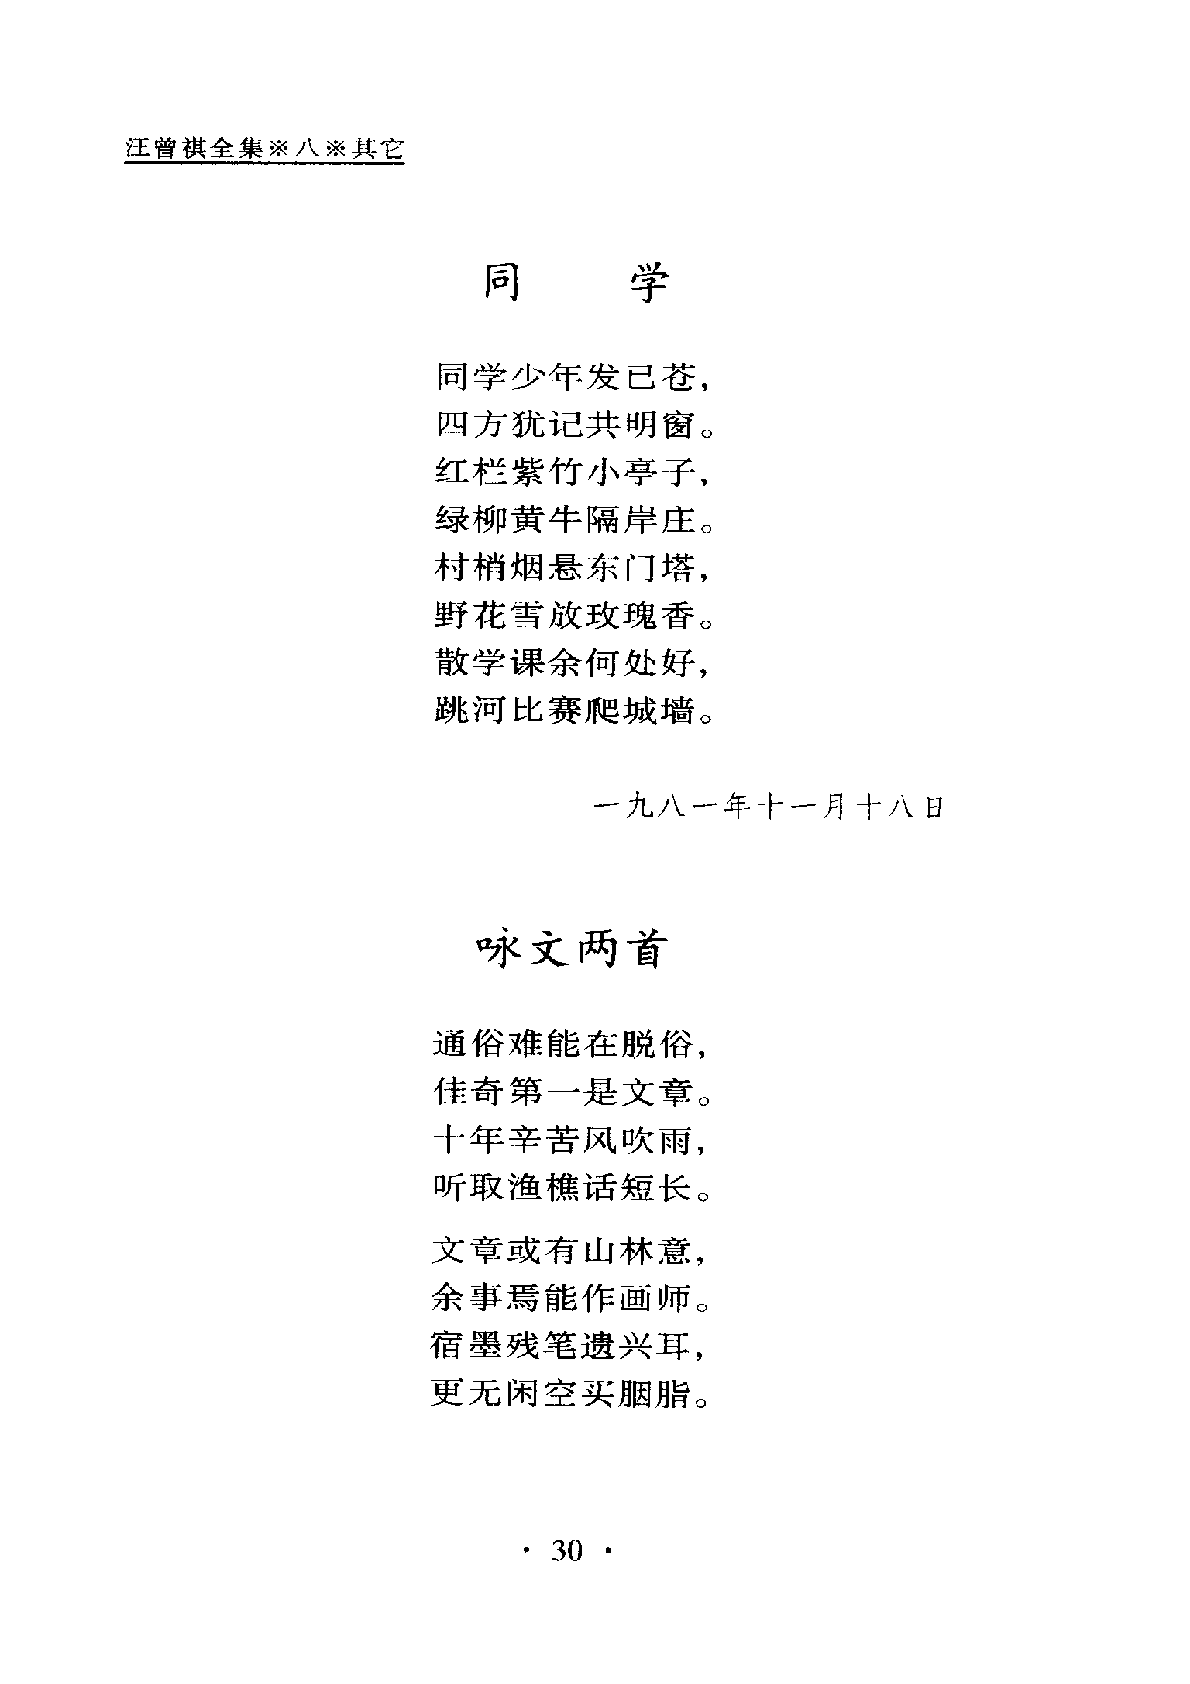 汪曾祺全集※八※其它
同 学
同学少年发已苍，
四方犹记共明窗。
红栏紫竹小亭子，
绿柳黄牛隔岸庄。
村梢烟悬东门塔，
野花雪放玫瑰香。
散学课余何处好，
跳河比赛爬城墙。
一九八一年十一月十八日
咏文两首
通俗难能在脱俗，
佳奇第一是文章。
十年辛苦风吹雨，
听取渔樵话短长。
文章或有山林意，
余事焉能作画师。
宿墨残笔遗兴耳，
更无闲空买胭脂。
· 30 ·